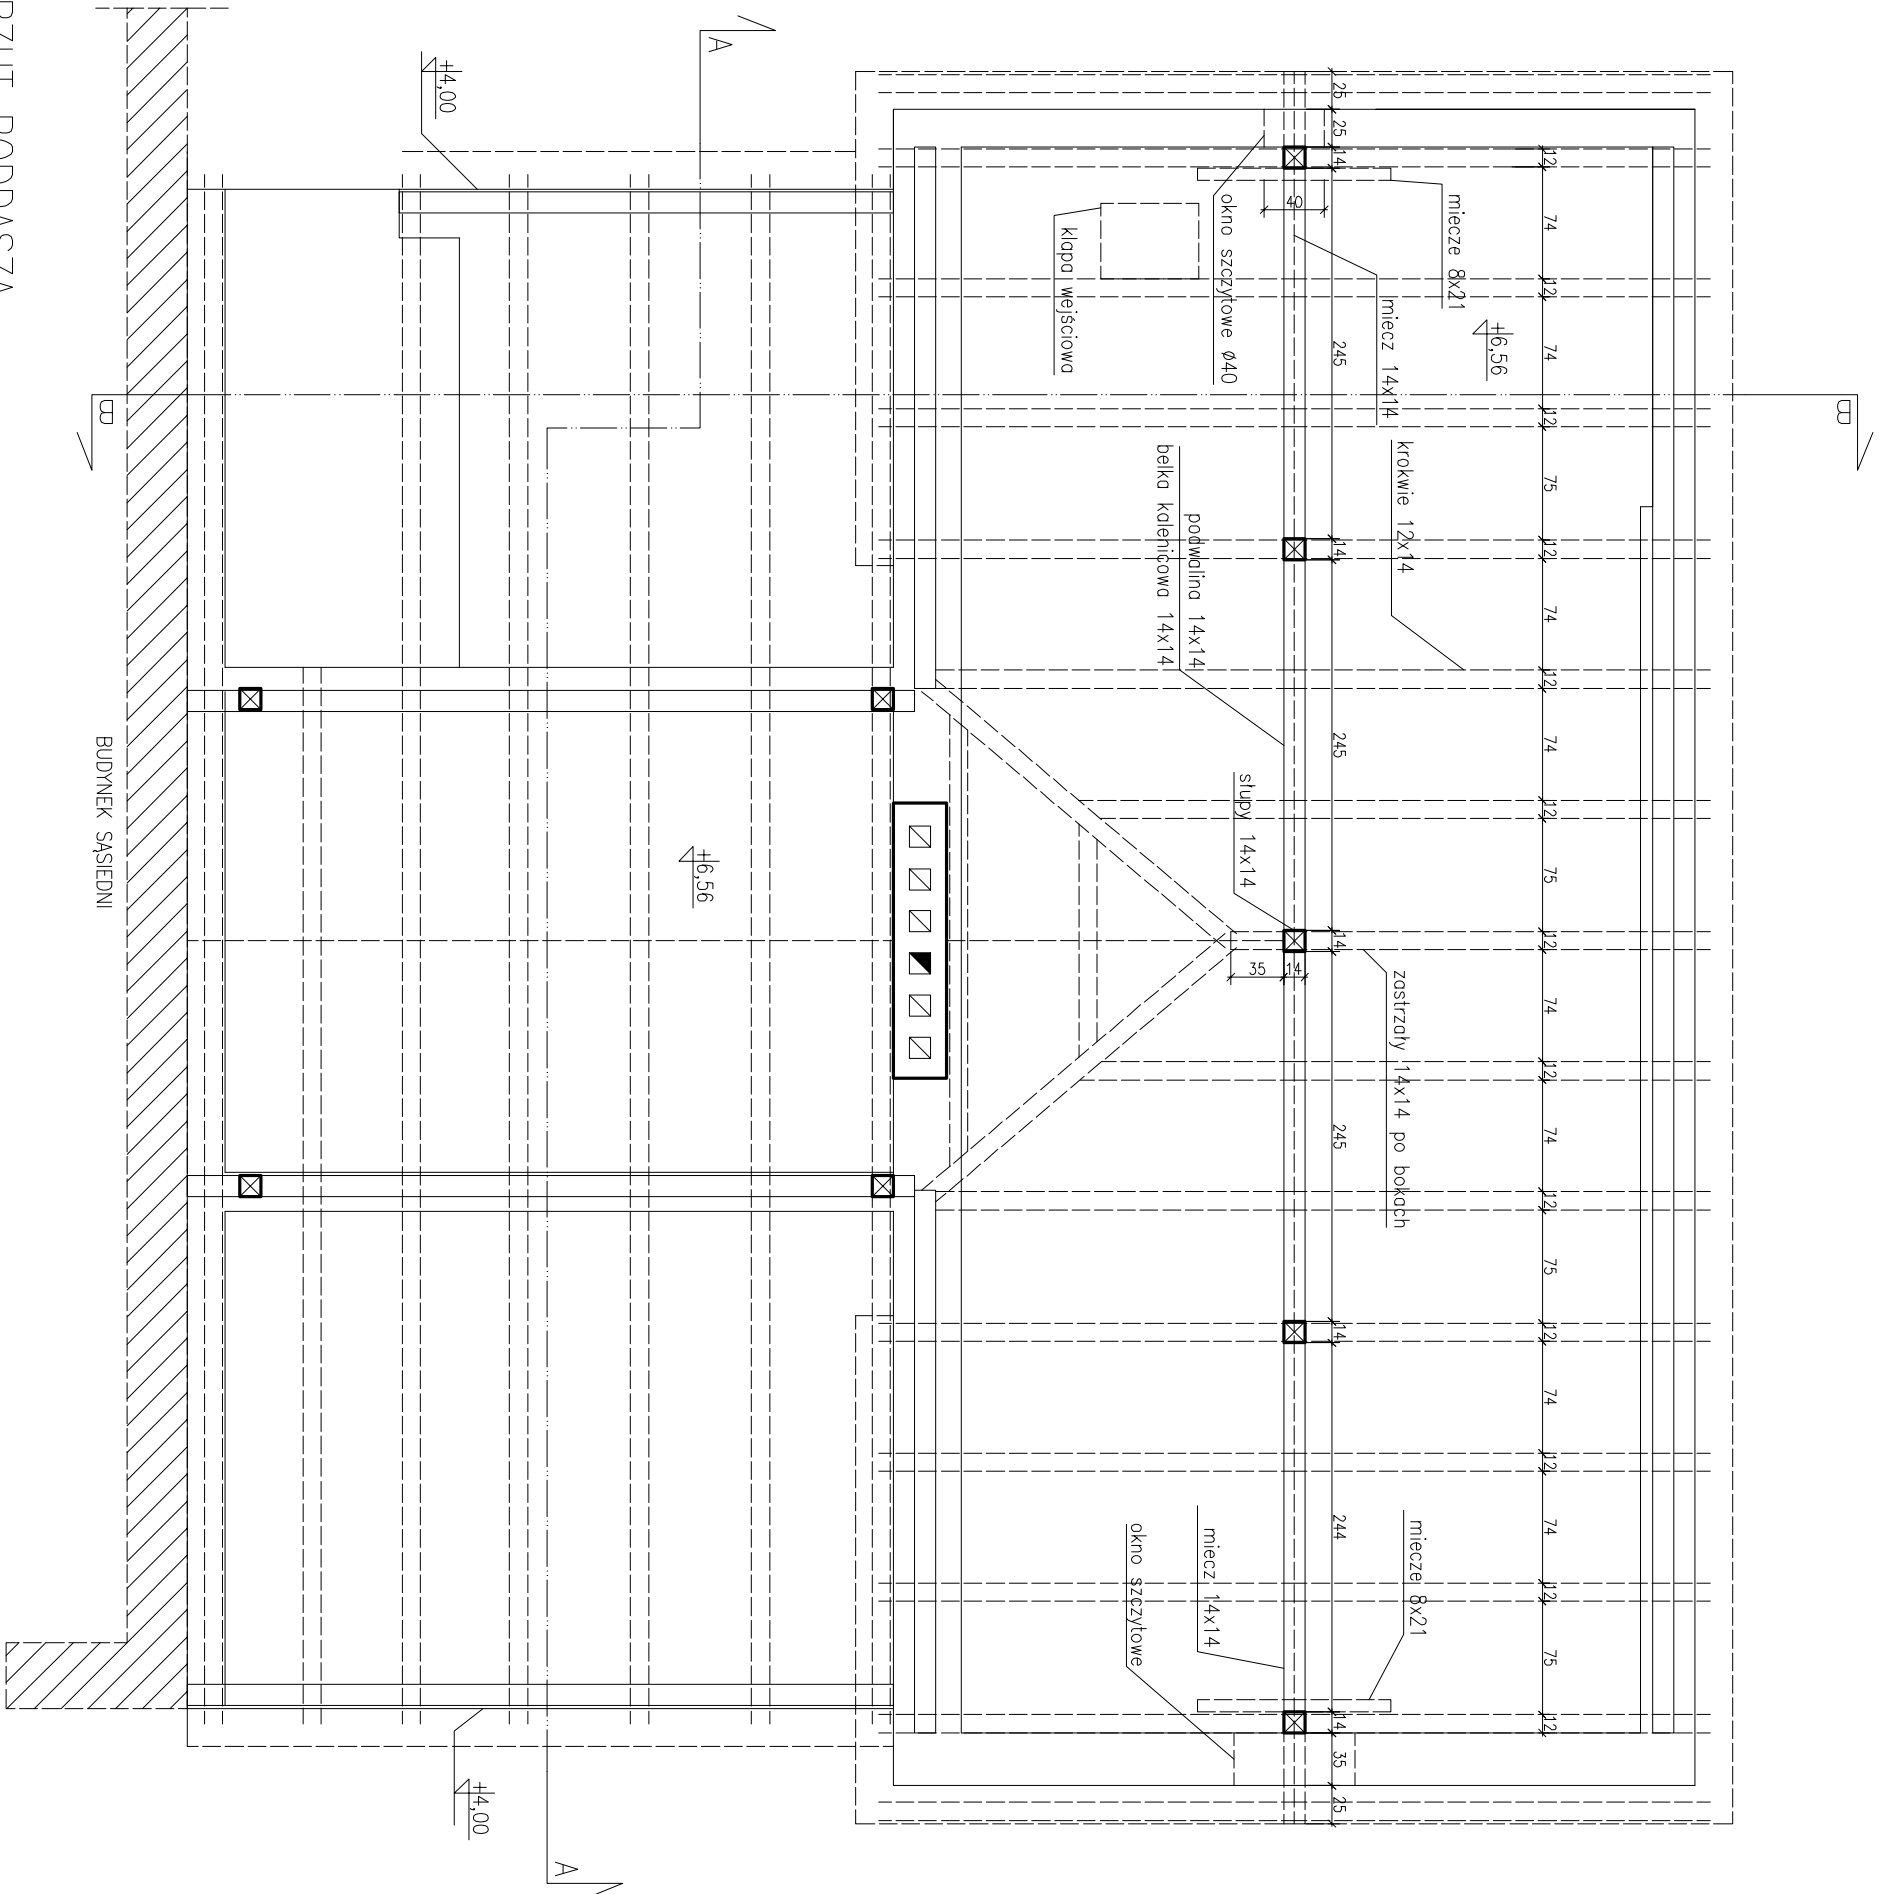 RZUT PODDASZA
BUDYNEK SĄSIEDNI
A
A
B
B
+4,00
+4,00
+6,56
+6,56
klapa wejściowa
okno szczytowe Ø40
miecze 8x21
miecz 14x14
krokwie 12x14
podwalina 14x14
belka kalenicowa 14x14
słupy 14x14
zastrzały 14x14 po bokach
miecze 8x21
miecz 14x14
okno szczytowe
40
35
14
25
25
14
245
14
245
14
245
14
244
14
35
25
12
74
12
74
12
75
12
74
12
74
12
75
12
74
12
74
12
75
12
74
12
74
12
75
12